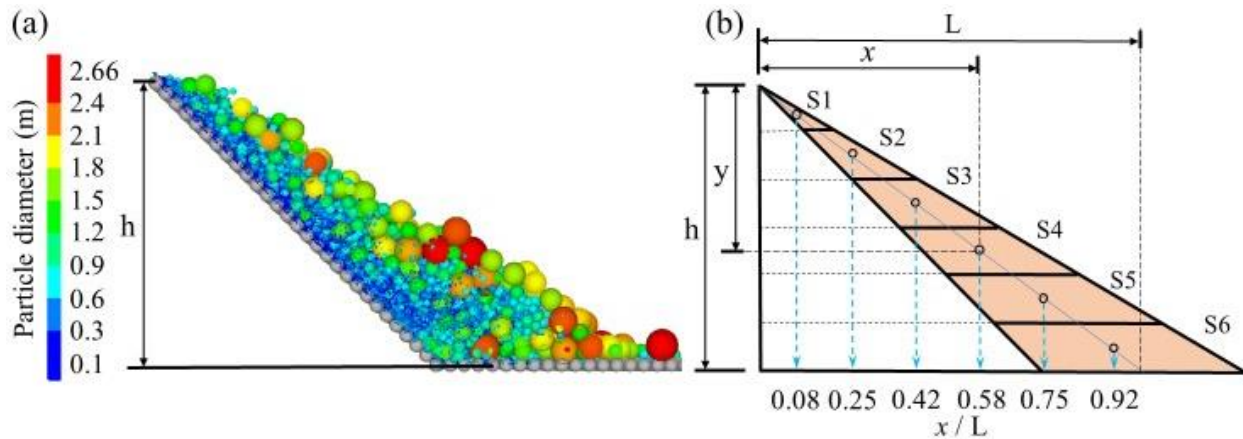 (a)
Particle diameter (m)
2.66
2.4
2.1
1.8
1.5
1.2
0.9
0.6
0.3
0.1
h
(b)
L
x
y
h
S1
S2
S3
S4
S5
S6
0.08 0.25 0.42 0.58 0.75 0.92
x / L